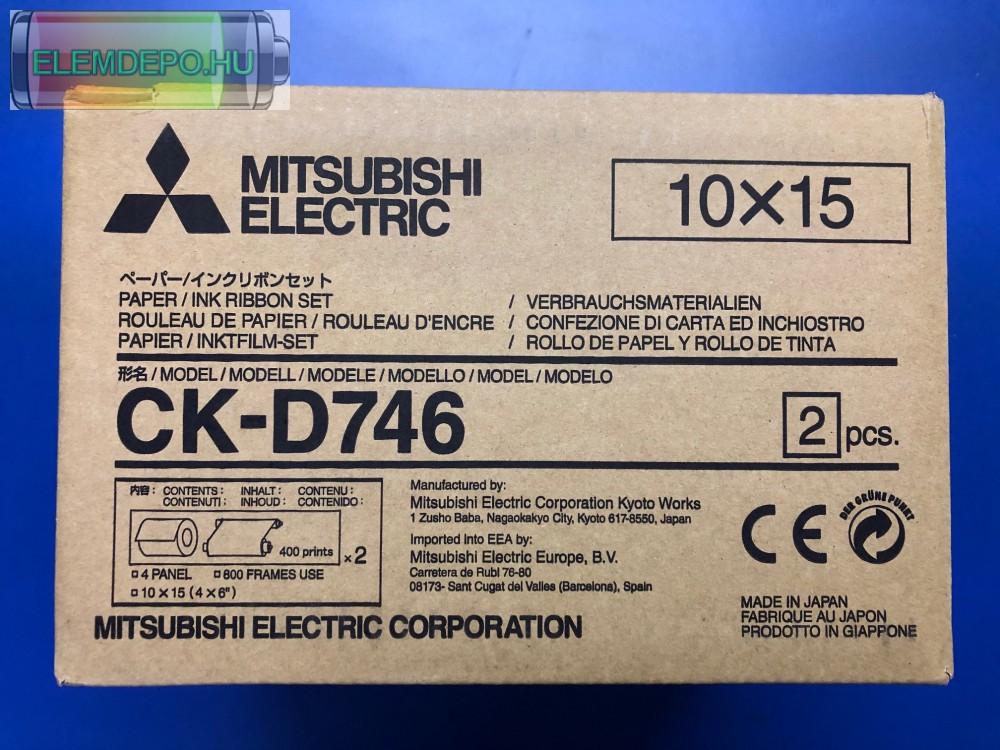 ELEMDEPO.HU
MITSUBISHI
ELECTRIC
10×15
ペーパー/インクリボンセット
PAPER / INK RIBBON SET / VERBRAUCHSMATERIALIEN
ROULEAU DE PAPIER / ROULEAU D'ENCRE / CONFEZIONE DI CARTA ED INCHIOSTRO
PAPIER / INKTFILM-SET / ROLLO DE PAPEL Y ROLLO DE TINTA
形名 / MODEL / MODELL / MODELE / MODELLO / MODEL / MODELO
CK-D746
2 pcs.
内容: CONTENTS: INHALT: CONTENU:
CONTENUTI: INHOUD: CONTENIDO:
400 prints ×2
4 PANEL 800 FRAMES USE
10 × 15 (4 × 6")
Manufactured by:
Mitsubishi Electric Corporation Kyoto Works
1 Zusho Baba, Nagaokakyo City, Kyoto 617-8550, Japan
Imported into EEA by:
Mitsubishi Electric Europe, B.V.
Carretera de Rubi 76-80
08173- Sant Cugat del Valles (Barcelona), Spain
CE
DER GRÜNE PUNKT
MADE IN JAPAN
FABRIQUE AU JAPON
PRODOTTO IN GIAPPONE
MITSUBISHI ELECTRIC CORPORATION